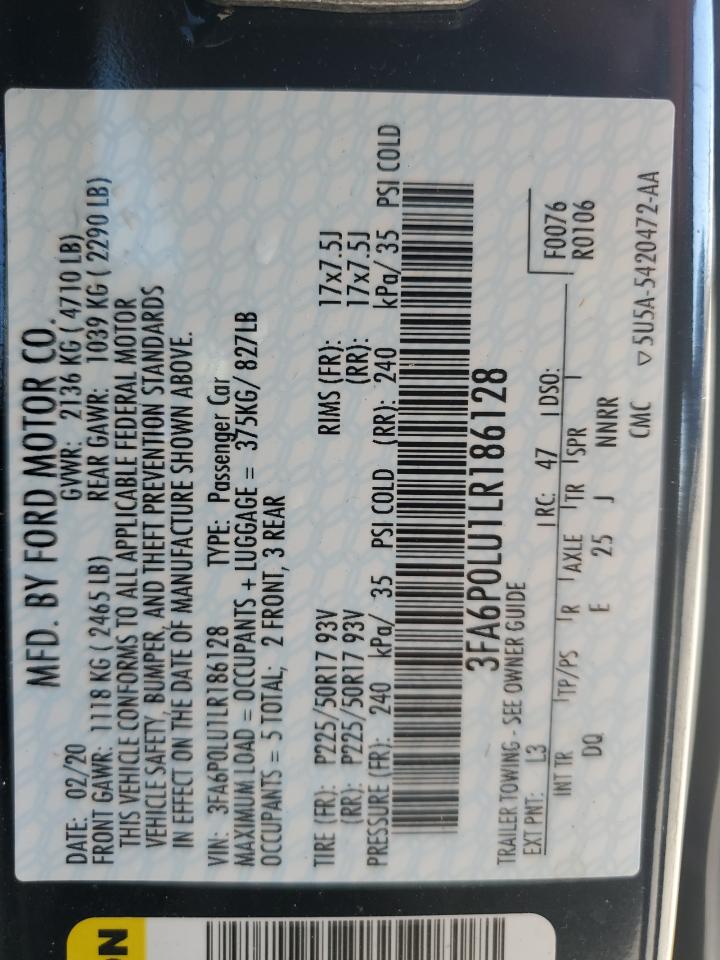 MFD. BY FORD MOTOR CO.
DATE: 02/20 GVWR: 2136 KG ( 4710 LB)
FRONT GAWR: 1118 KG ( 2465 LB) REAR GAWR: 1039 KG ( 2290 LB)
THIS VEHICLE CONFORMS TO ALL APPLICABLE FEDERAL MOTOR
VEHICLE SAFETY, BUMPER, AND THEFT PREVENTION STANDARDS
IN EFFECT ON THE DATE OF MANUFACTURE SHOWN ABOVE.
VIN: 3FA6P0LU1LR186128 TYPE: Passenger Car
MAXIMUM LOAD = OCCUPANTS + LUGGAGE = 375KG/ 827LB
OCCUPANTS = 5 TOTAL; 2 FRONT, 3 REAR
TIRE (FR): P225/50R17 93V RIMS (FR): 17x7.5J
(RR): P225/50R17 93V (RR): 17x7.5J
PRESSURE (FR): 240 kPa/ 35 PSI COLD (RR): 240 kPa/ 35 PSI COLD
3FA6P0LU1LR186128
TRAILER TOWING - SEE OWNER GUIDE
F0076
R0106
EXT PNT: L3 RC: 47 DSO:
INT TR TP/PS R AXLE TR SPR
DQ E 25 J NNRR
CMC ▽5U5A-5420472-AA
ON